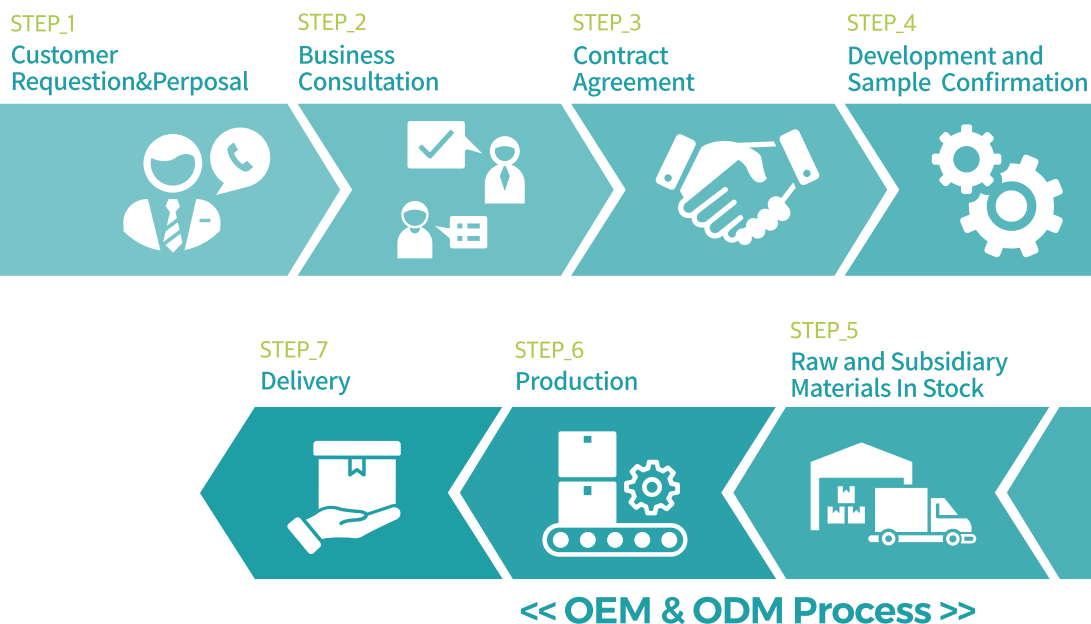 STEP_1
Customer
Requestion&Perposal
STEP_2
Business
Consultation
STEP_3
Contract
Agreement
STEP_4
Development and
Sample Confirmation
STEP_5
Raw and Subsidiary
Materials In Stock
STEP_6
Production
STEP_7
Delivery
<< OEM & ODM Process >>